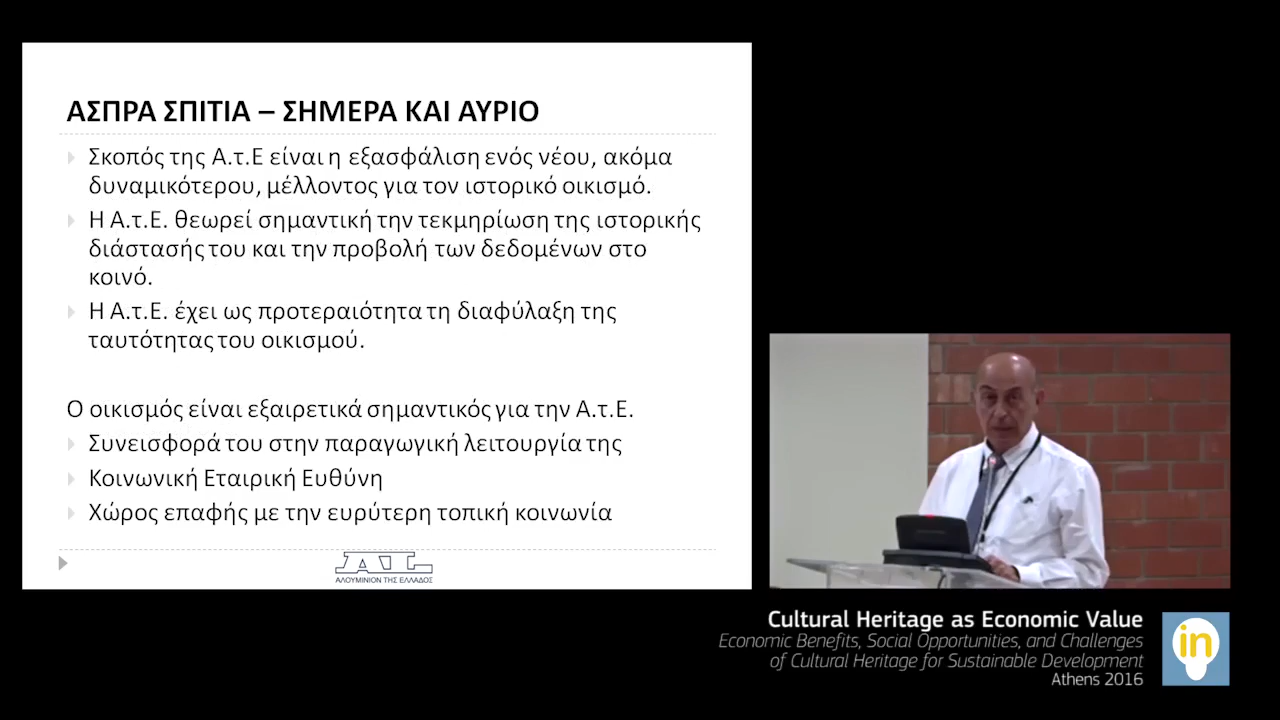 ΑΣΠΡΑ ΣΠΙΤΙΑ – ΣΗΜΕΡΑ ΚΑΙ ΑΥΡΙΟ
Σκοπός της Α.τ.Ε είναι η εξασφάλιση ενός νέου, ακόμα
δυναμικότερου, μέλλοντος για τον ιστορικό οικισμό.
Η Α.τ.Ε. θεωρεί σημαντική την τεκμηρίωση της ιστορικής
διάστασής του και την προβολή των δεδομένων στο
κοινό.
Η Α.τ.Ε. έχει ως προτεραιότητα τη διαφύλαξη της
ταυτότητας του οικισμού.
Ο οικισμός είναι εξαιρετικά σημαντικός για την Α.τ.Ε.
Συνεισφορά του στην παραγωγική λειτουργία της
Κοινωνική Εταιρική Ευθύνη
Χώρος επαφής με την ευρύτερη τοπική κοινωνία
ΑΛΟΥΜΙΝΙΟΝ ΤΗΣ ΕΛΛΑΔΟΣ
Cultural Heritage as Economic Value
Economic Benefits, Social Opportunities, and Challenges
of Cultural Heritage for Sustainable Development
Athens 2016
in